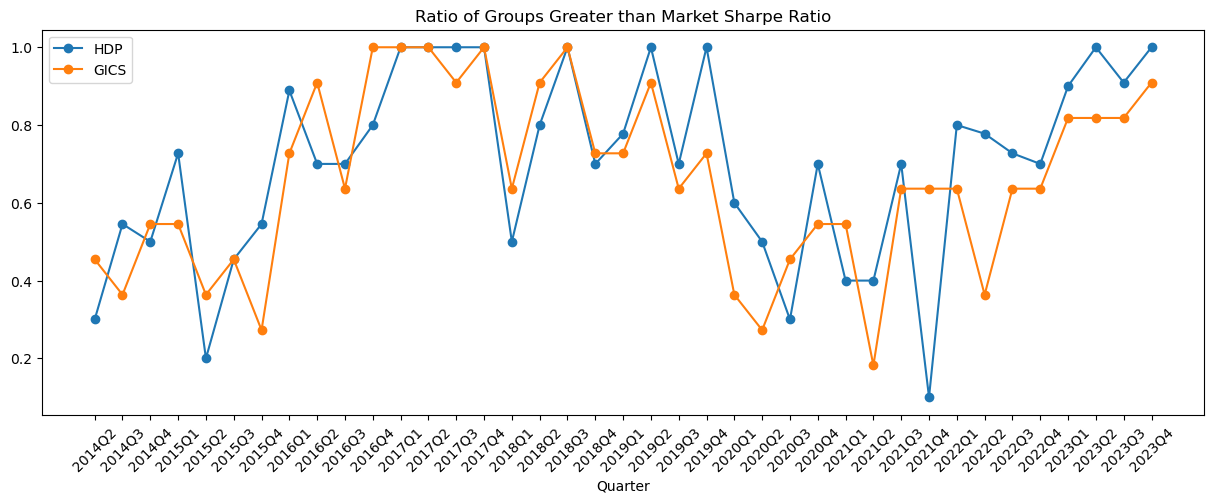 Ratio of Groups Greater than Market Sharpe Ratio
HDP
GICS
1.0
0.8
0.6
0.4
0.2
2014Q2
2014Q3
2014Q4
2015Q1
2015Q2
2015Q3
2015Q4
2016Q1
2016Q2
2016Q3
2016Q4
2017Q1
2017Q2
2017Q3
2017Q4
2018Q1
2018Q2
2018Q3
2018Q4
2019Q1
2019Q2
2019Q3
2019Q4
2020Q1
2020Q2
2020Q3
2020Q4
2021Q1
2021Q2
2021Q3
2021Q4
2022Q1
2022Q2
2022Q3
2022Q4
2023Q1
2023Q2
2023Q3
2023Q4
Quarter